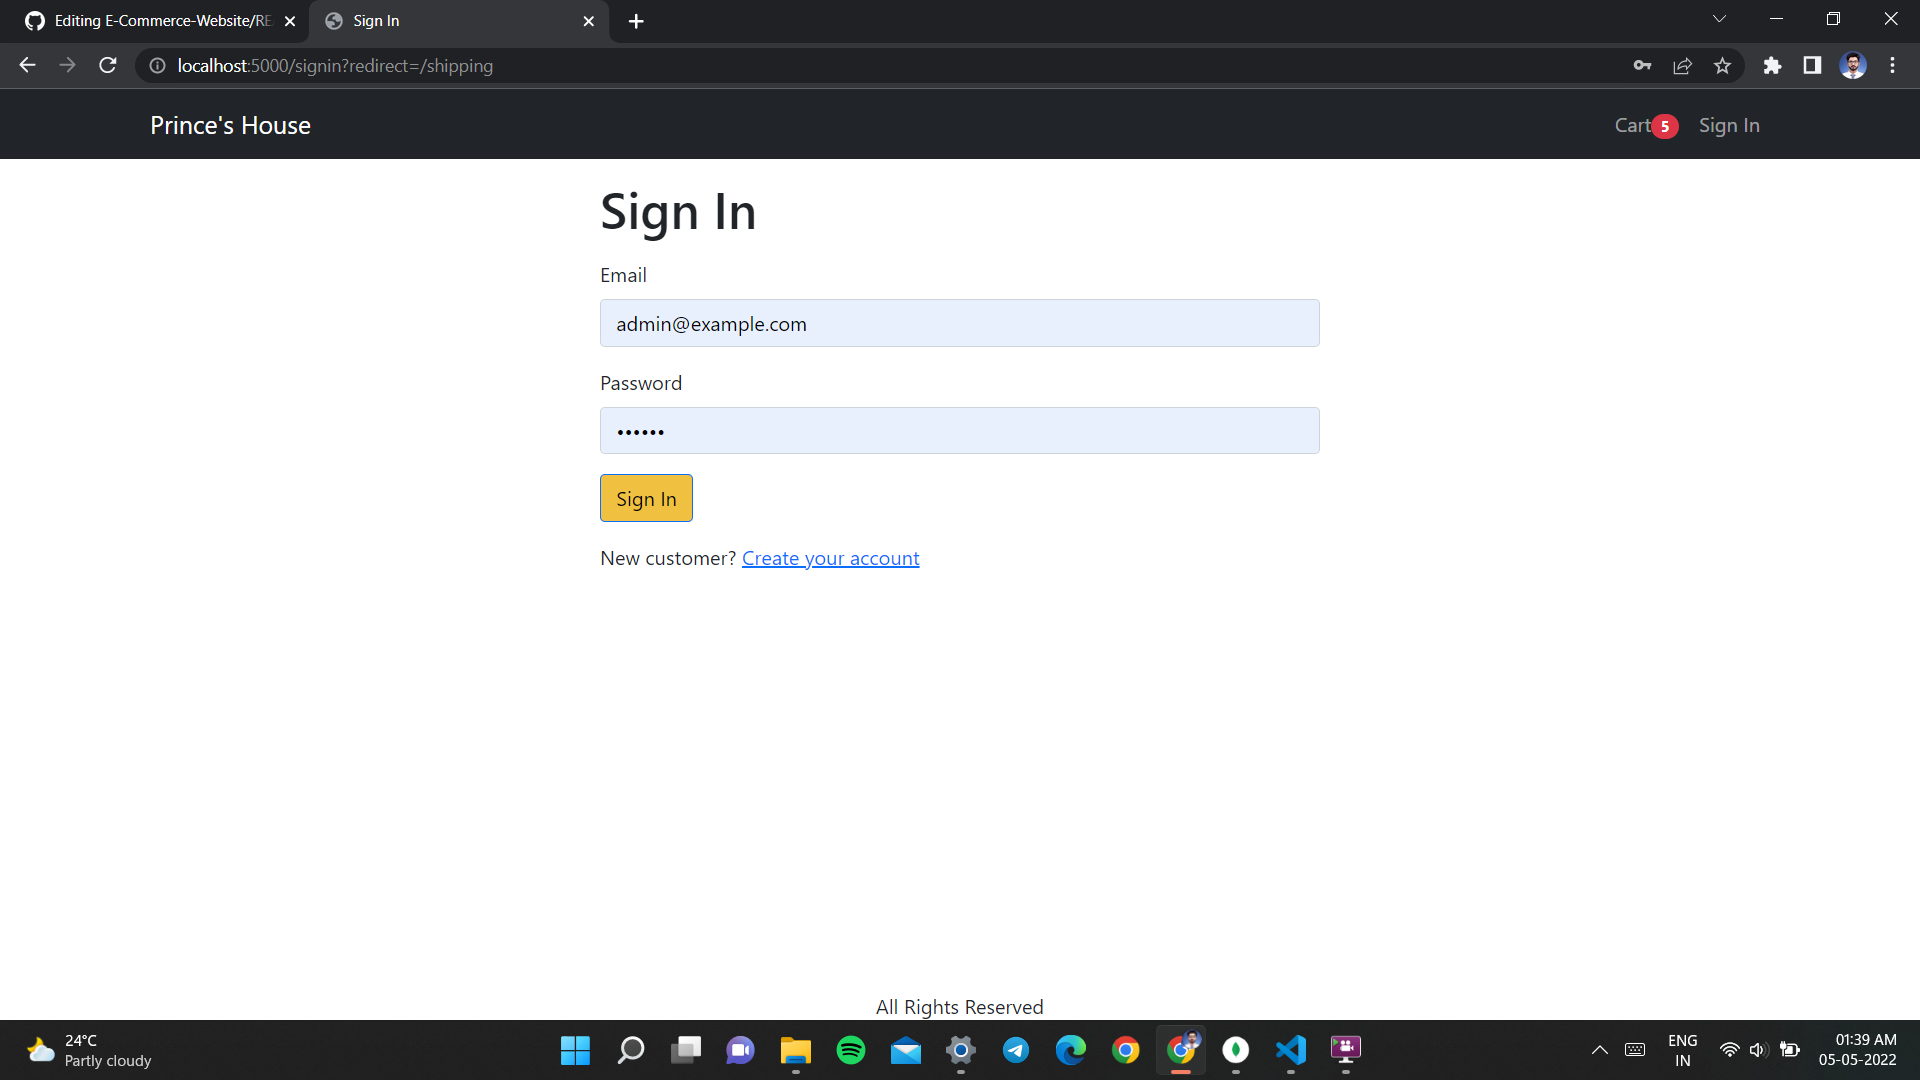 Editing E-Commerce-Website/RE
Sign In
localhost:5000/signin?redirect=/shipping
Prince's House
Cart 5
Sign In
Sign In
Email
admin@example.com
Password
••••••
Sign In
New customer? Create your account
All Rights Reserved
24°C
Partly cloudy
ENG
IN
01:39 AM
05-05-2022